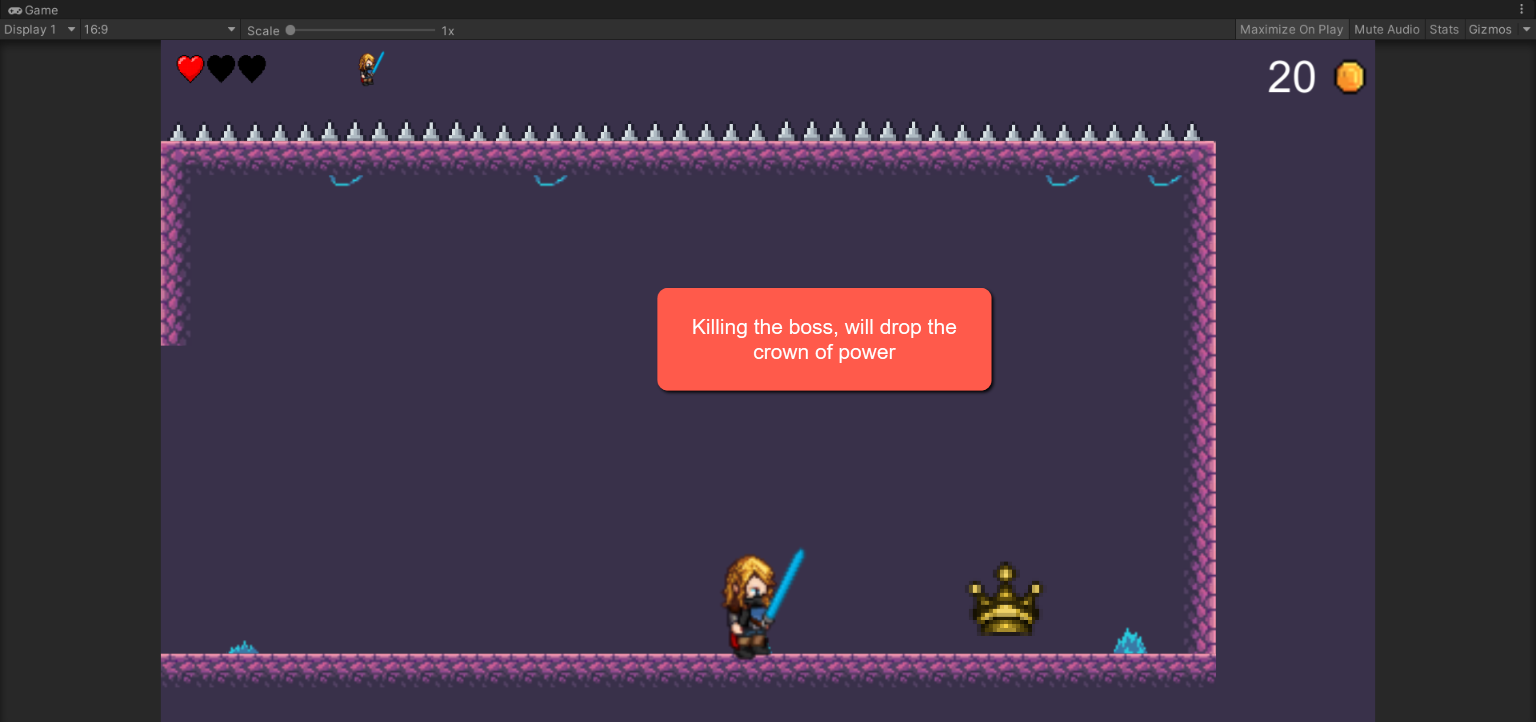 Game
Display 1 16:9 Scale 1x Maximize On Play Mute Audio Stats Gizmos
20
Killing the boss, will drop the
crown of power